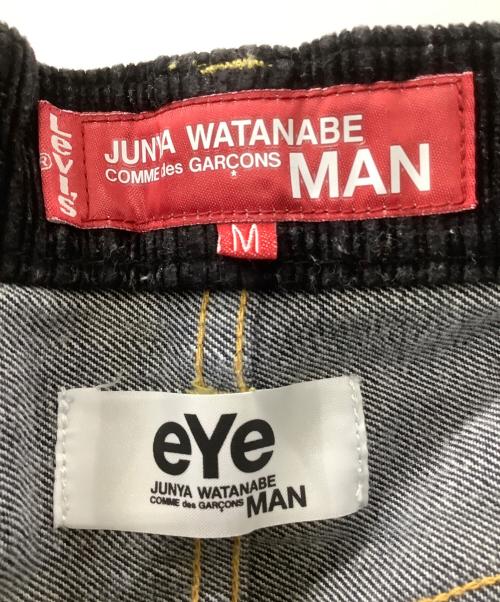 Levi's
®
JUNYA WATANABE
COMME des GARÇONS
*
MAN
M
eYe
JUNYA WATANABE
COMME des GARÇONS
MAN